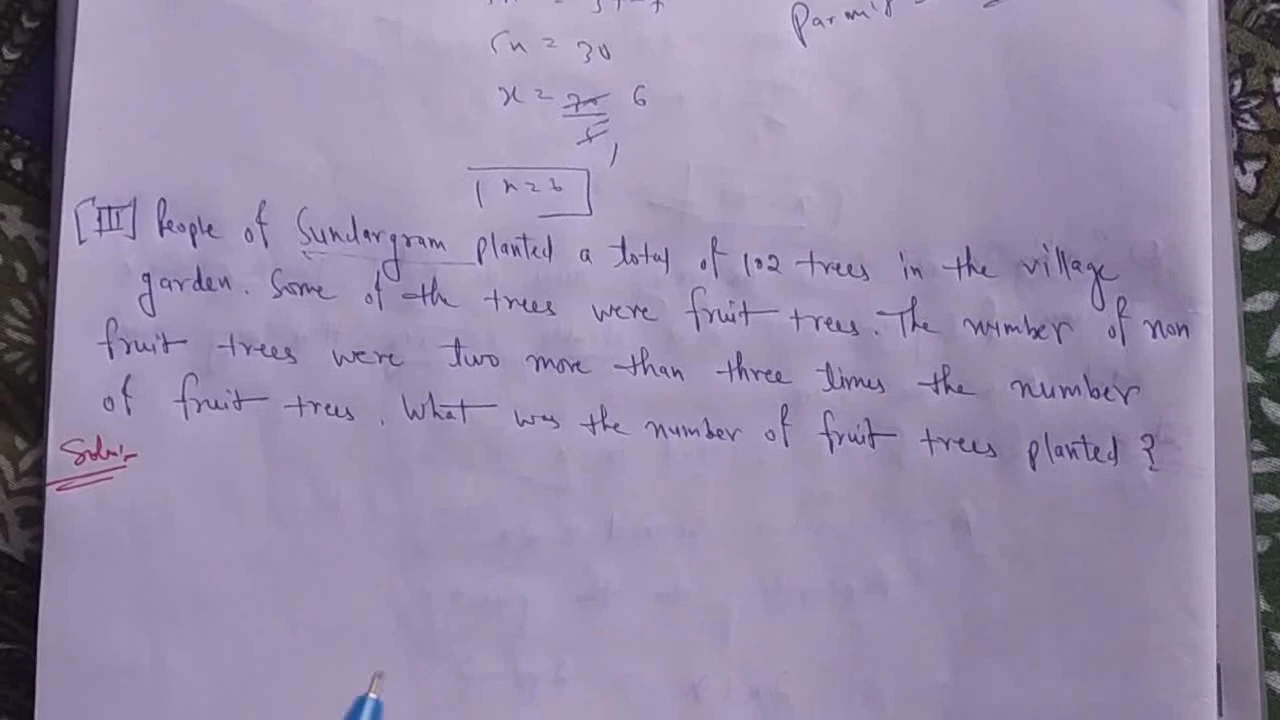 Parmis
5x = 30
x = 30 6
5 1
x = 6
[III] People of Sundargram planted a total of 102 trees in the village
garden. Some of the trees were fruit trees. The number of non
fruit trees were two more than three times the number
of fruit trees. What was the number of fruit trees planted ?
Soln:-